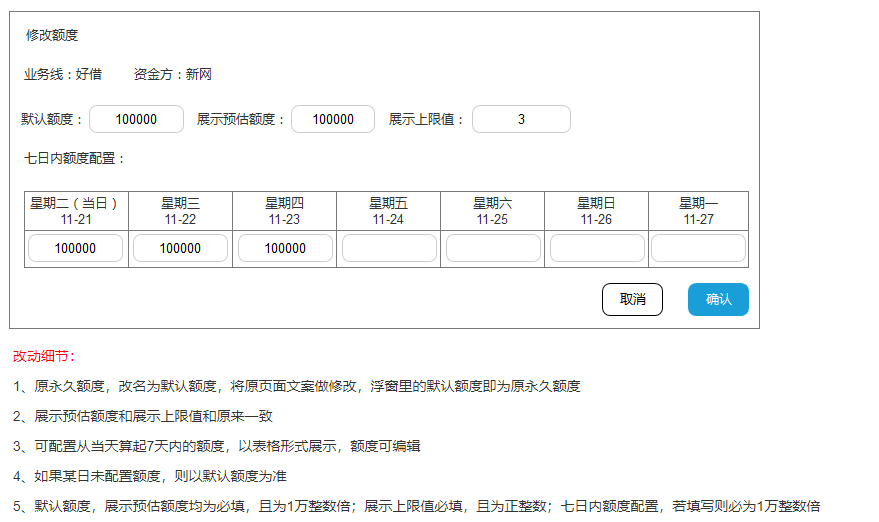 修改额度
业务线：好借 资金方：新网
默认额度： 100000 展示预估额度： 100000 展示上限值： 3
七日内额度配置：
星期二（当日） 星期三 星期四 星期五 星期六 星期日 星期一
11-21 11-22 11-23 11-24 11-25 11-26 11-27
100000 100000 100000
取消 确认
改动细节：
1、原永久额度，改名为默认额度，将原页面文案做修改，浮窗里的默认额度即为原永久额度
2、展示预估额度和展示上限值和原来一致
3、可配置从当天算起7天内的额度，以表格形式展示，额度可编辑
4、如果某日未配置额度，则以默认额度为准
5、默认额度，展示预估额度均为必填，且为1万整数倍；展示上限值必填，且为正整数；七日内额度配置，若填写则必为1万整数倍